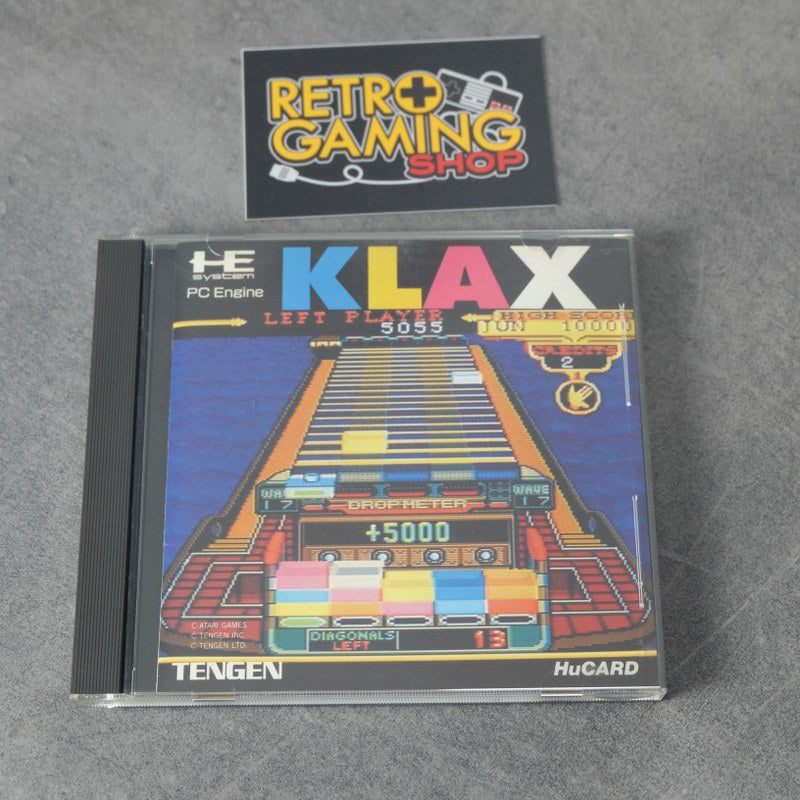 RETRO
GAMING
SHOP
HE
system
PC Engine
KLAX
LEFT PLAYER
5055
HIGH SCORE
JUN 10000
CREDITS
2
WA
17
WAVE
17
DROPMETER
+5000
DIAGONALS
LEFT
13
C ATARI GAMES
C TENGEN INC.
C TENGEN LTD.
TENGEN
HuCARD